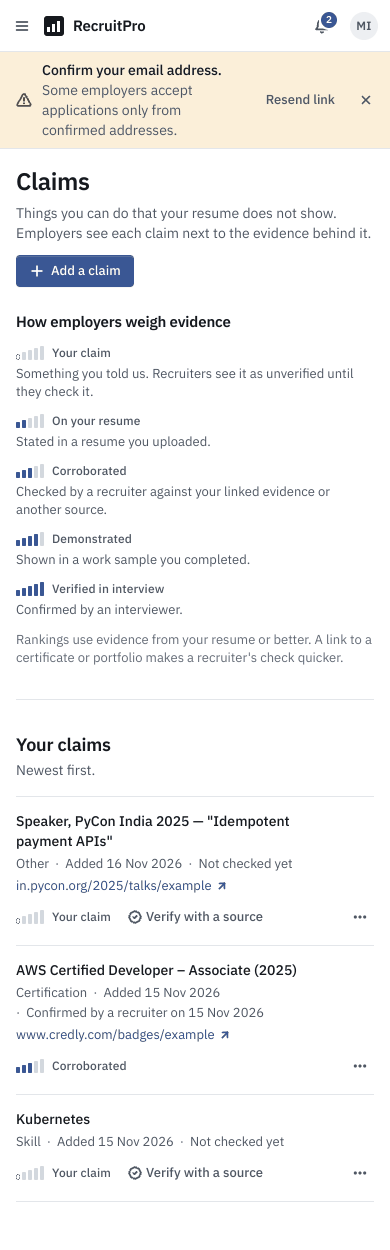 RecruitPro
2
MI
Confirm your email address.
Some employers accept
applications only from
confirmed addresses.
Resend link
Claims
Things you can do that your resume does not show.
Employers see each claim next to the evidence behind it.
Add a claim
How employers weigh evidence
Your claim
Something you told us. Recruiters see it as unverified until
they check it.
On your resume
Stated in a resume you uploaded.
Corroborated
Checked by a recruiter against your linked evidence or
another source.
Demonstrated
Shown in a work sample you completed.
Verified in interview
Confirmed by an interviewer.
Rankings use evidence from your resume or better. A link to a
certificate or portfolio makes a recruiter's check quicker.
Your claims
Newest first.
Speaker, PyCon India 2025 — "Idempotent
payment APIs"
Other · Added 16 Nov 2026 · Not checked yet
in.pycon.org/2025/talks/example
Your claim Verify with a source
AWS Certified Developer – Associate (2025)
Certification · Added 15 Nov 2026
· Confirmed by a recruiter on 15 Nov 2026
www.credly.com/badges/example
Corroborated
Kubernetes
Skill · Added 15 Nov 2026 · Not checked yet
Your claim Verify with a source